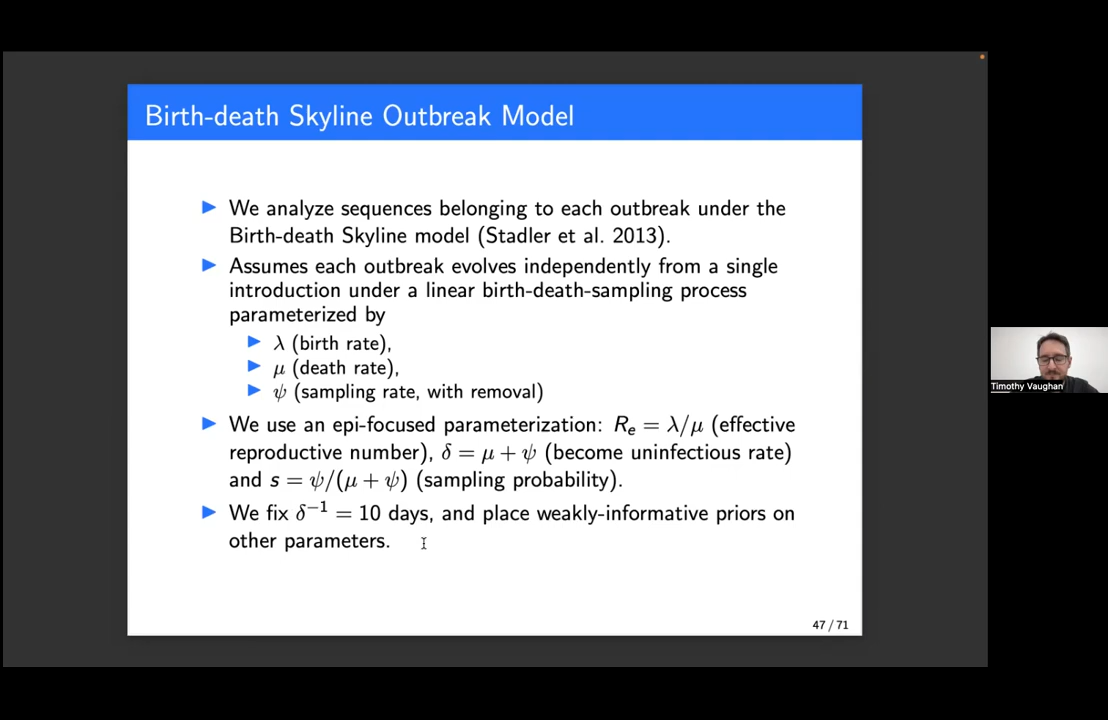 Birth-death Skyline Outbreak Model
We analyze sequences belonging to each outbreak under the
Birth-death Skyline model (Stadler et al. 2013).
Assumes each outbreak evolves independently from a single
introduction under a linear birth-death-sampling process
parameterized by
λ (birth rate),
μ (death rate),
ψ (sampling rate, with removal)
We use an epi-focused parameterization: Rₑ = λ/μ (effective
reproductive number), δ = μ + ψ (become uninfectious rate)
and s = ψ/(μ + ψ) (sampling probability).
We fix δ⁻¹ = 10 days, and place weakly-informative priors on
other parameters.
47 / 71
Timothy Vaughan